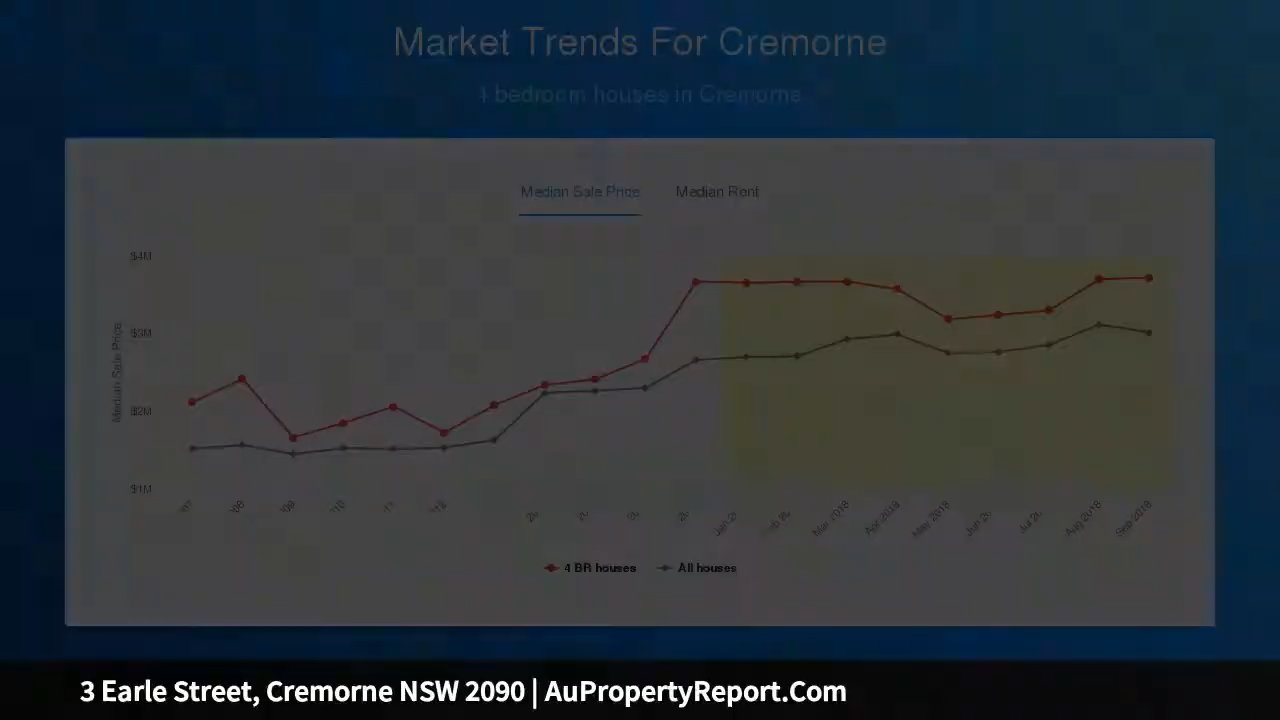 Market Trends For Cremorne
4 bedroom houses in Cremorne
Median Sale Price Median Rent
$4M
$3M
$2M
$1M
Median Sale Price
Mar 2018 Apr 2018 May 2018 Aug 2018 Sep 2018
4 BR houses All houses
3 Earle Street, Cremorne NSW 2090 | AuPropertyReport.Com